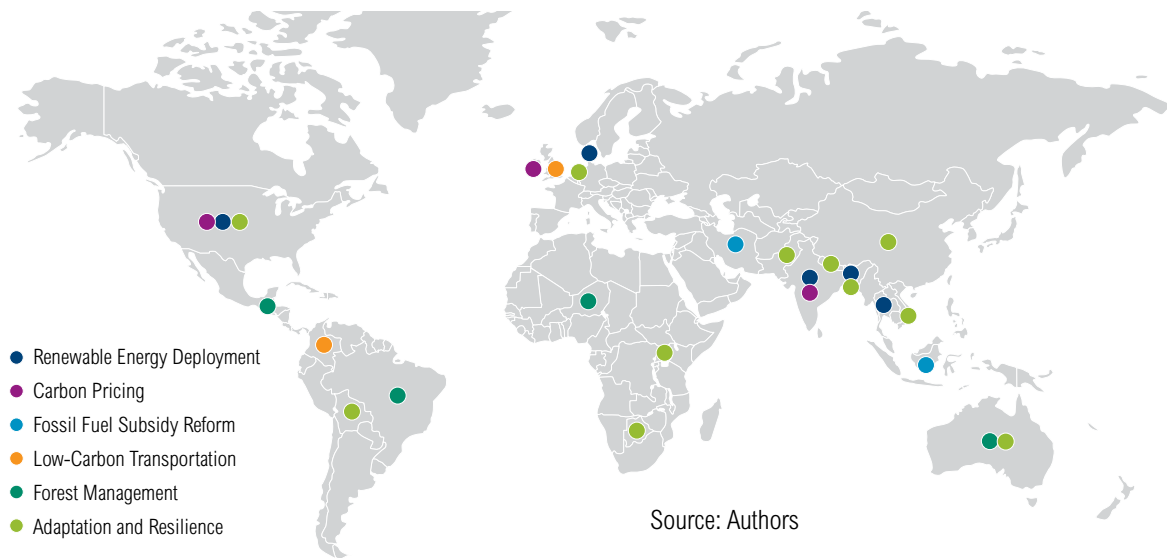 Renewable Energy Deployment
Carbon Pricing
Fossil Fuel Subsidy Reform
Low-Carbon Transportation
Forest Management
Adaptation and Resilience
Source: Authors